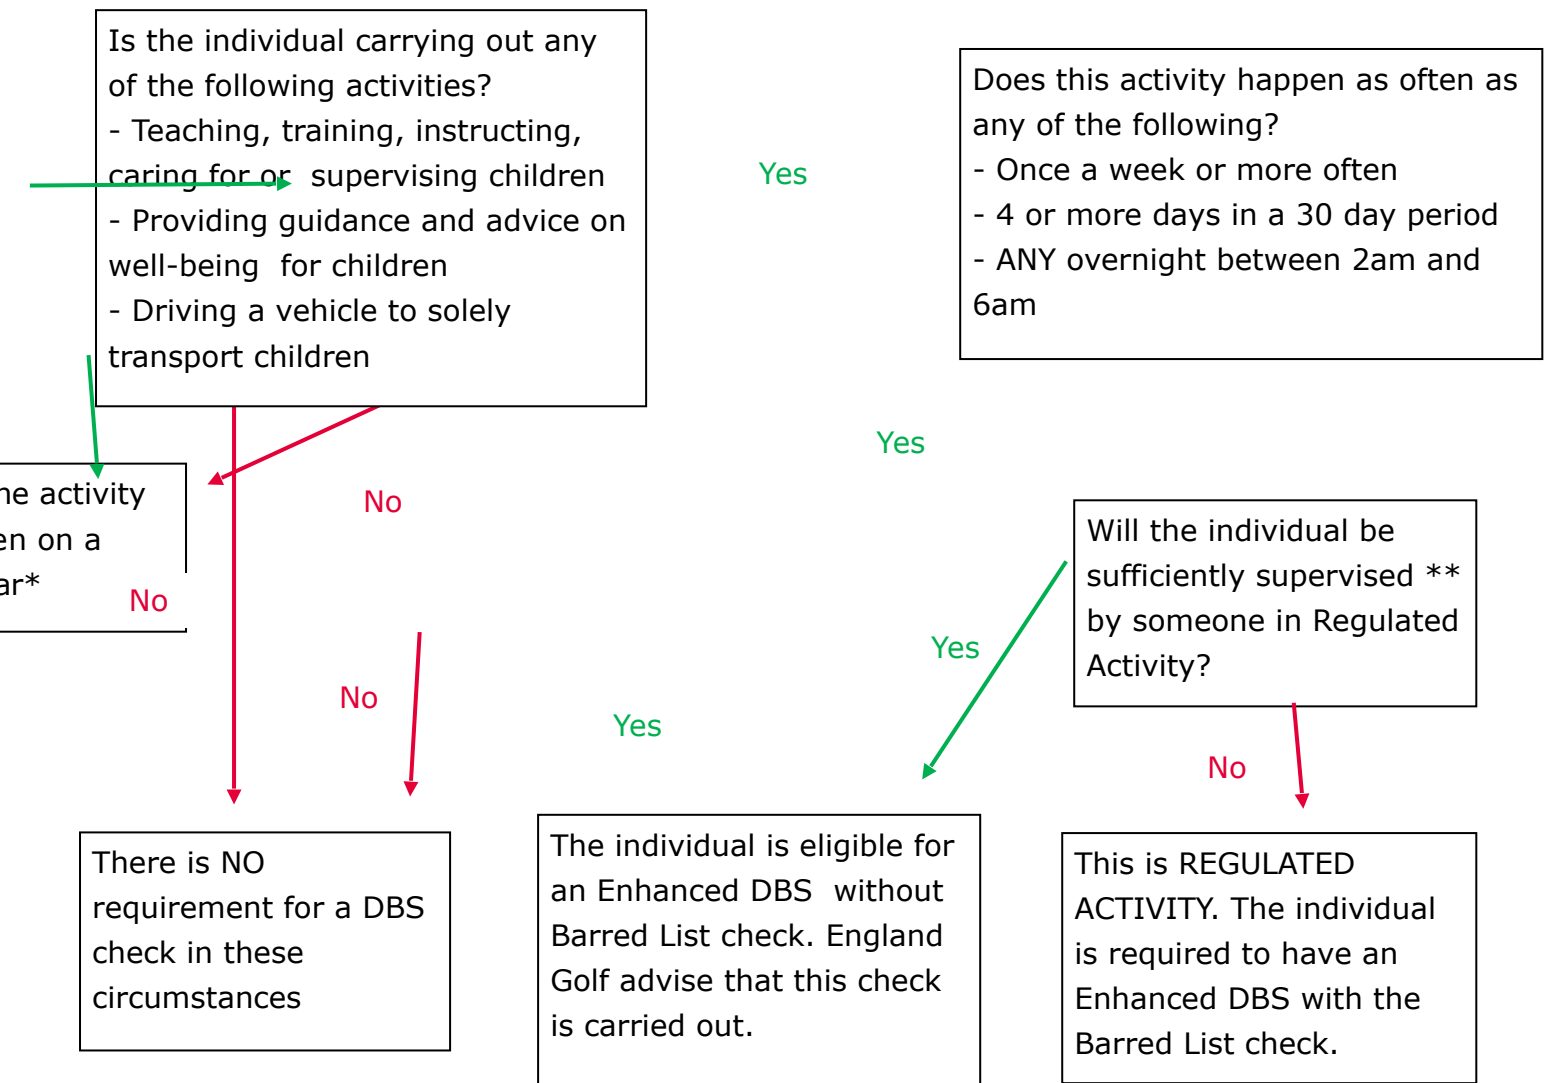 Is the individual carrying out any
of the following activities?
- Teaching, training, instructing,
caring for or  supervising children
- Providing guidance and advice on
well-being  for children
- Driving a vehicle to solely
transport children
Yes
Does this activity happen as often as
any of the following?
- Once a week or more often
- 4 or more days in a 30 day period
- ANY overnight between 2am and
6am
Yes
No
activity
on a
No
Will the individual be
sufficiently supervised **
by someone in Regulated
Activity?
Yes
No
Yes
No
There is NO
requirement for a DBS
check in these
circumstances
The individual is eligible for
an Enhanced DBS  without
Barred List check. England
Golf advise that this check
is carried out.
This is REGULATED
ACTIVITY. The individual
is required to have an
Enhanced DBS with the
Barred List check.